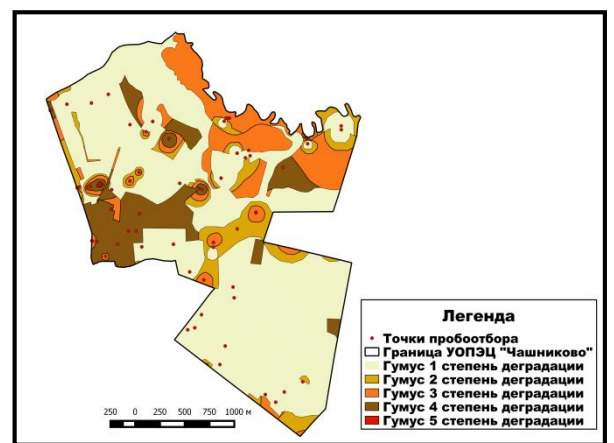 Легенда
Точки пробоотбора
Граница УОПЭЦ "Чашниково"
Гумус 1 степень деградации
Гумус 2 степень деградации
Гумус 3 степень деградации
Гумус 4 степень деградации
Гумус 5 степень деградации
250 0 250 500 750 1000 м